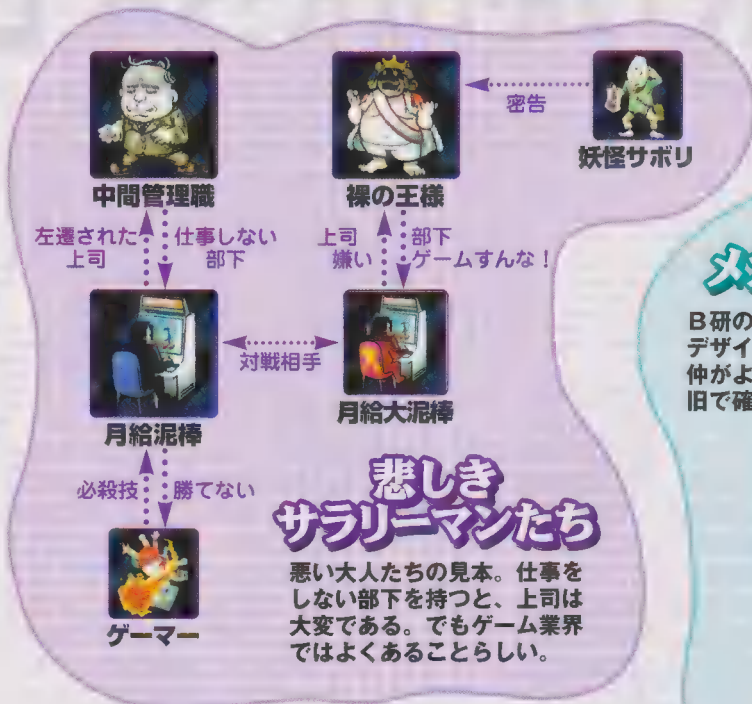 密告
中間管理職
裸の王様
妖怪サボリ
左遷された
上司
仕事しない
部下
上司
嫌い
部下
ゲームすんな！
対戦相手
月給泥棒
月給大泥棒
必殺技
勝てない
ゲーマー
悲しき
サラリーマンたち
悪い大人たちの見本。仕事を
しない部下を持つと、上司は
大変である。でもゲーム業界
ではよくあることらしい。
B研の
デザイ
仲がよ
旧で確